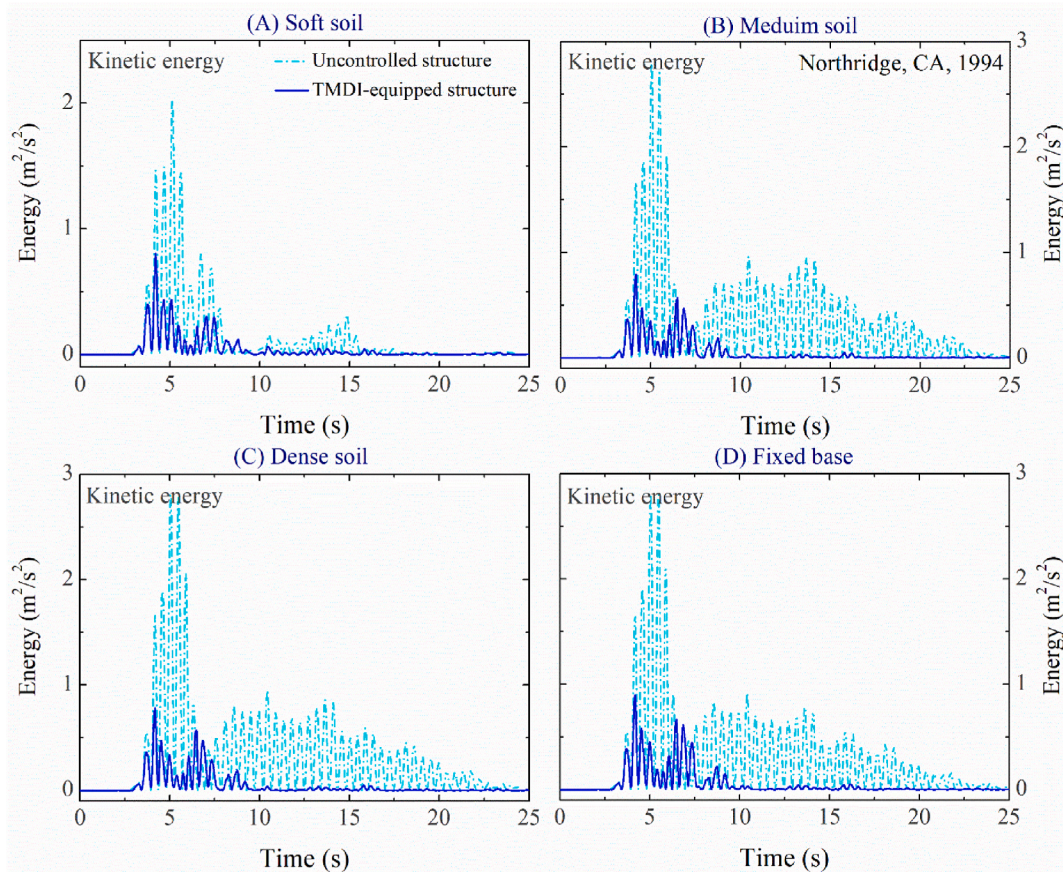 (A) Soft soil
Kinetic energy
Uncontrolled structure
TMDI-equipped structure
Energy (m²/s²)
2
1
0
0 5 10 15 20 25
Time (s)
(B) Meduim soil
Kinetic energy
Northridge, CA, 1994
Energy (m²/s²)
3
2
1
0
0 5 10 15 20 25
Time (s)
(C) Dense soil
Kinetic energy
Energy (m²/s²)
3
2
1
0
0 5 10 15 20 25
Time (s)
(D) Fixed base
Kinetic energy
Energy (m²/s²)
3
2
1
0
0 5 10 15 20 25
Time (s)